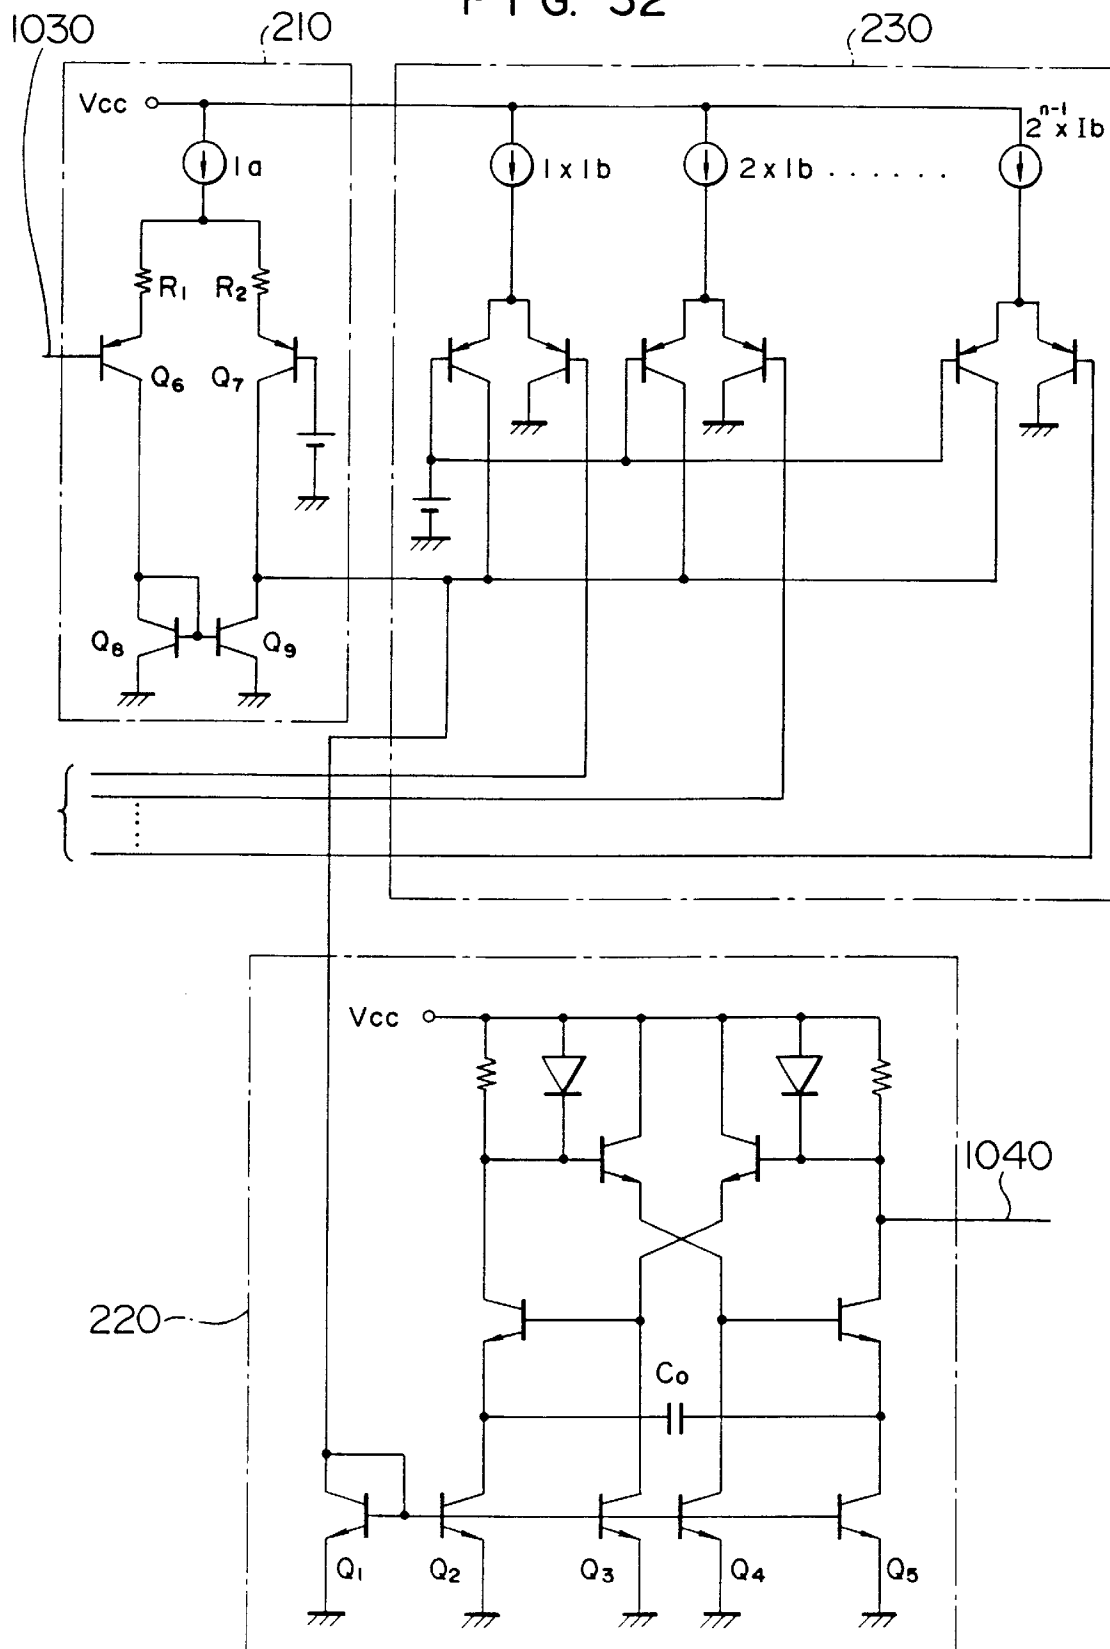 FIG. 32
1030
210
230
Vcc
Ia
1 x Ib
2 x Ib . . . . . .
2^{n-1} x Ib
R1
R2
Q6
Q7
Q8
Q9
220
Vcc
1040
Co
Q1
Q2
Q3
Q4
Q5